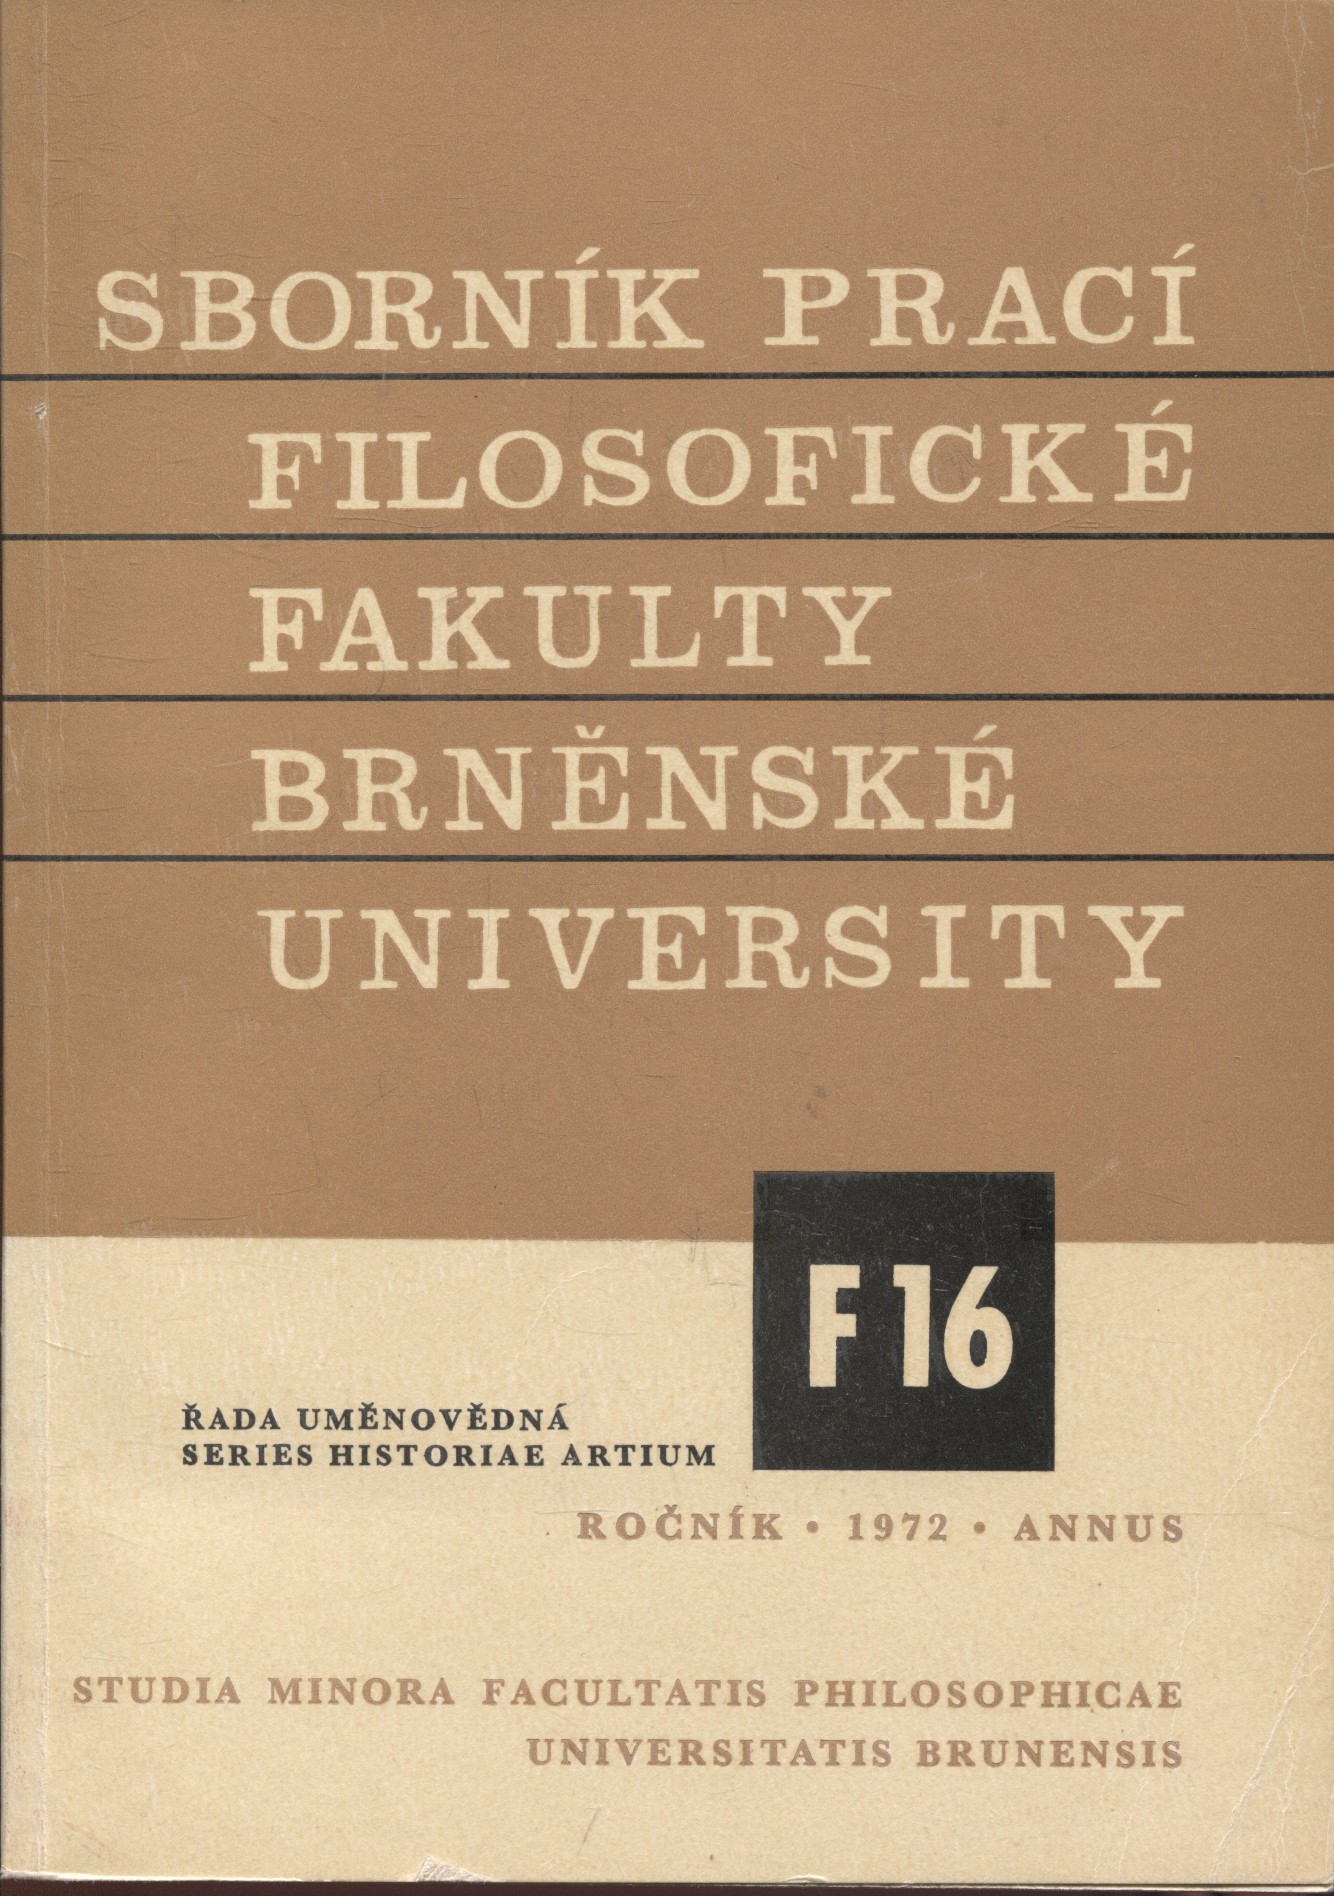 SBORNÍK PRACÍ
FILOSOFICKÉ
FAKULTY
BRNĚNSKÉ
UNIVERSITY
F 16
ŘADA UMĚNOVĚDNÁ
SERIES HISTORIAE ARTIUM
ROČNÍK • 1972 • ANNUS
STUDIA MINORA FACULTATIS PHILOSOPHICAE
UNIVERSITATIS BRUNENSIS